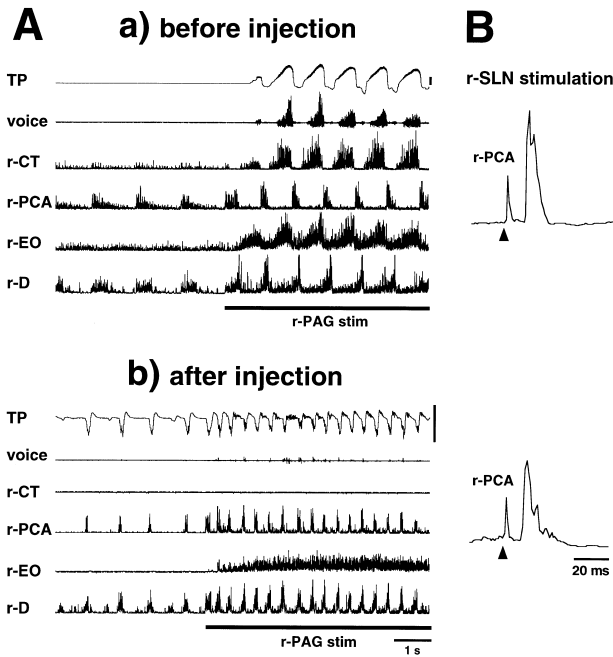 A
a) before injection
TP
voice
r-CT
r-PCA
r-EO
r-D
r-PAG stim
b) after injection
TP
voice
r-CT
r-PCA
r-EO
r-D
r-PAG stim
1 s
B
r-SLN stimulation
r-PCA
r-PCA
20 ms